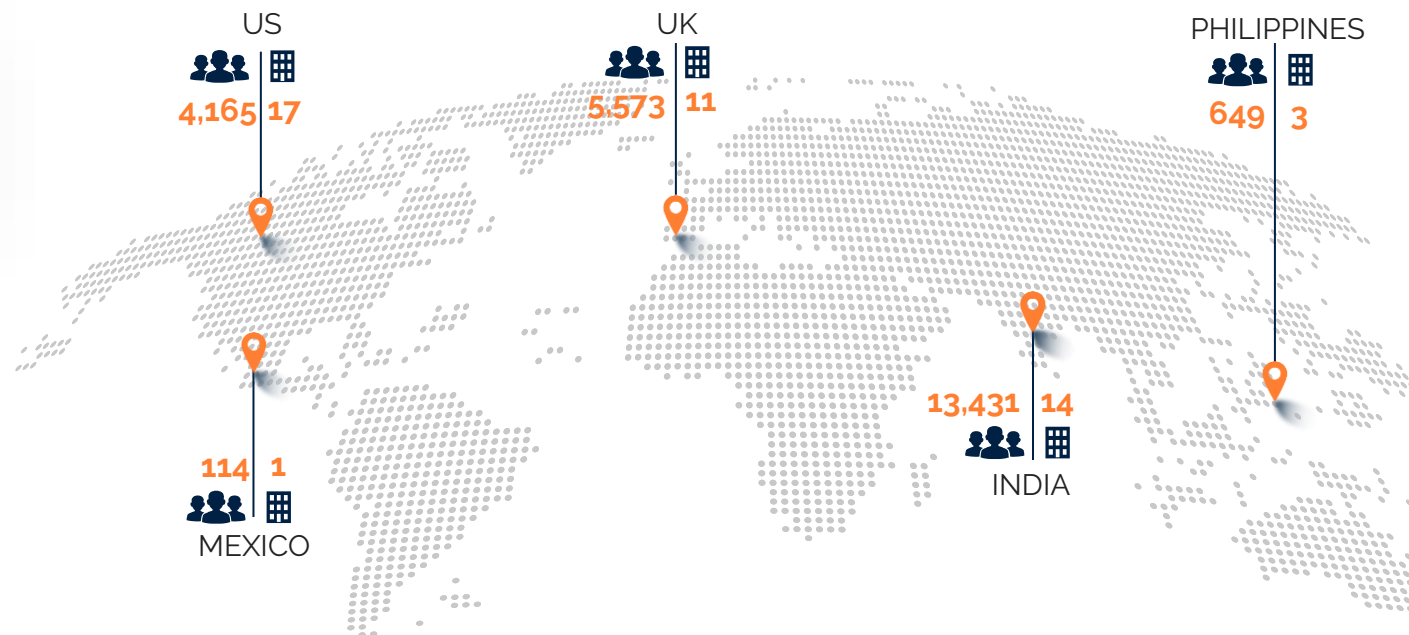 US
4,165 17
UK
5,573 11
PHILIPPINES
649 3
13,431 14
INDIA
114 1
MEXICO